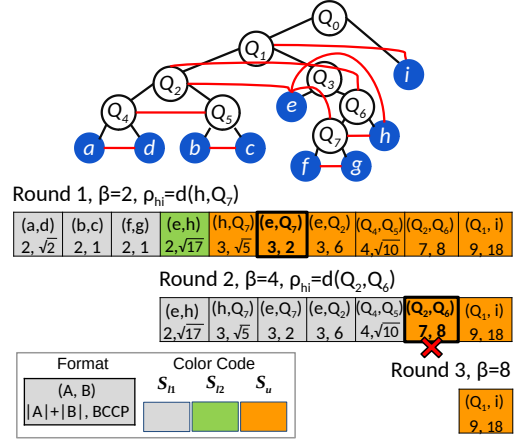 Q₀
Q₁
i
Q₂
Q₃
e
Q₆
Q₄
Q₅
Q₇
h
a
d
b
c
f
g
Round 1, β=2, ρₕᵢ=d(h,Q₇)
(a,d) (b,c) (f,g) (e,h) (h,Q₇) (e,Q₇) (e,Q₂) (Q₄,Q₅) (Q₂,Q₆) (Q₁, i)
2, √2 2, 1 2, 1 2,√17 3, √5 3, 2 3, 6 4,√10 7, 8 9, 18
Round 2, β=4, ρₕᵢ=d(Q₂,Q₆)
(e,h) (h,Q₇) (e,Q₇) (e,Q₂) (Q₄,Q₅) (Q₂,Q₆) (Q₁, i)
2,√17 3, √5 3, 2 3, 6 4,√10 7, 8 9, 18
Round 3, β=8
(Q₁, i)
9, 18
Format
(A, B)
|A|+|B|, BCCP
Color Code
Sₗ₁ Sₗ₂ Sᵤ